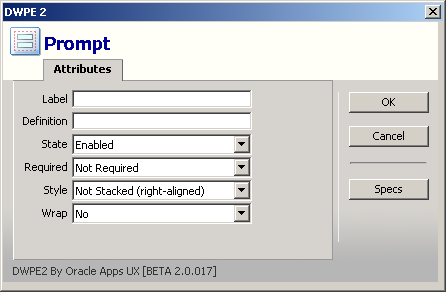 DWPE 2
Prompt
Attributes
Label
Definition
State Enabled
Required Not Required
Style Not Stacked (right-aligned)
Wrap No
OK
Cancel
Specs
DWPE2 By Oracle Apps UX [BETA 2.0.017]